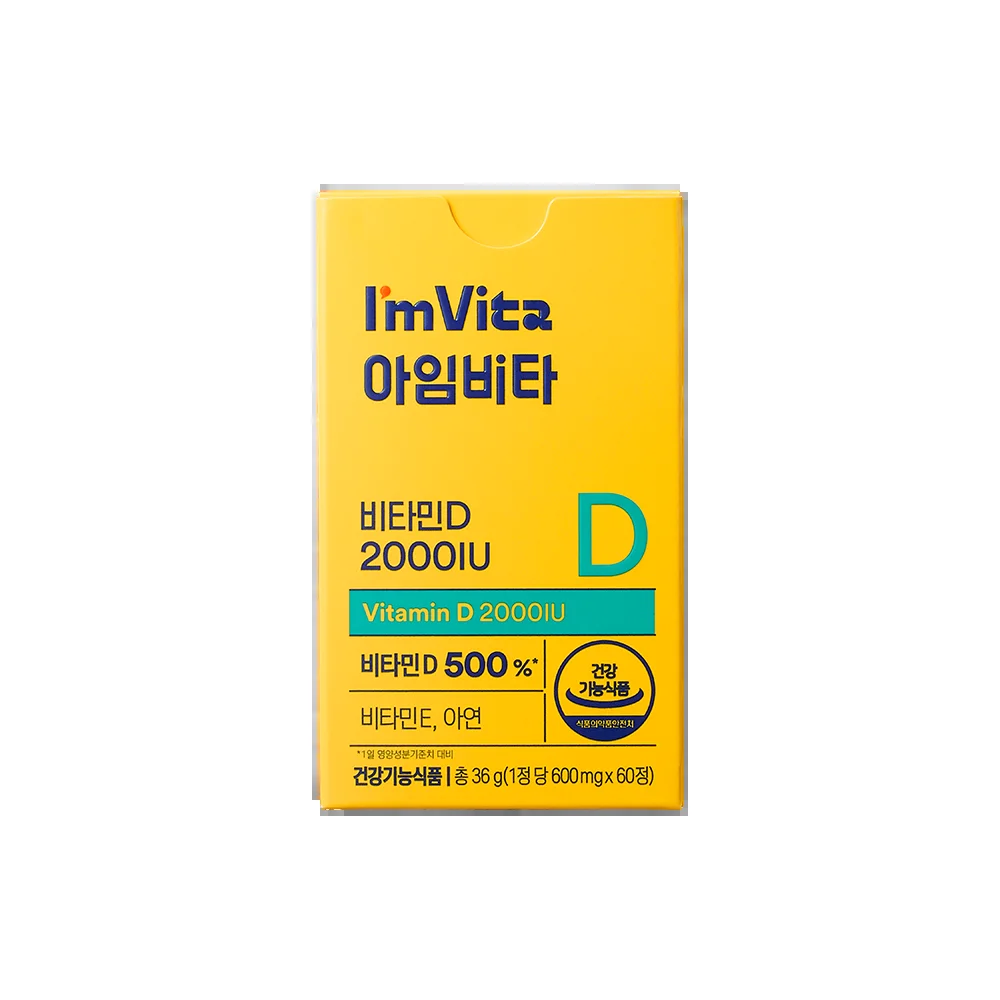 I'mVita
아임비타
비타민D
2000IU
D
Vitamin D 2000IU
비타민D 500%*
비타민E, 아연
건강
기능식품
식품의약품안전처
*1일 영양성분기준치 대비
건강기능식품 | 총 36 g(1정 당 600 mg x 60정)